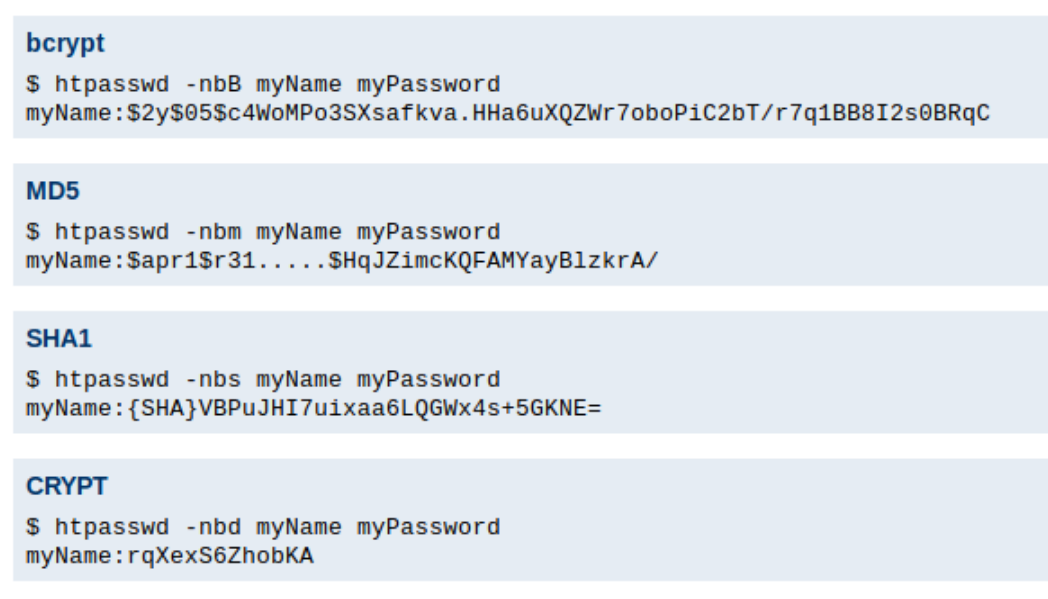 bcrypt
$ htpasswd -nbB myName myPassword
myName:$2y$05$c4WoMPo3SXsafkva.HHa6uXQZWr7oboPiC2bT/r7q1BB8I2s0BRqC
MD5
$ htpasswd -nbm myName myPassword
myName:$apr1$r31.....$HqJZimcKQFAMYayBlzkrA/
SHA1
$ htpasswd -nbs myName myPassword
myName:{SHA}VBPuJHI7uixaa6LQGWx4s+5GKNE=
CRYPT
$ htpasswd -nbd myName myPassword
myName:rqXexS6ZhobKA